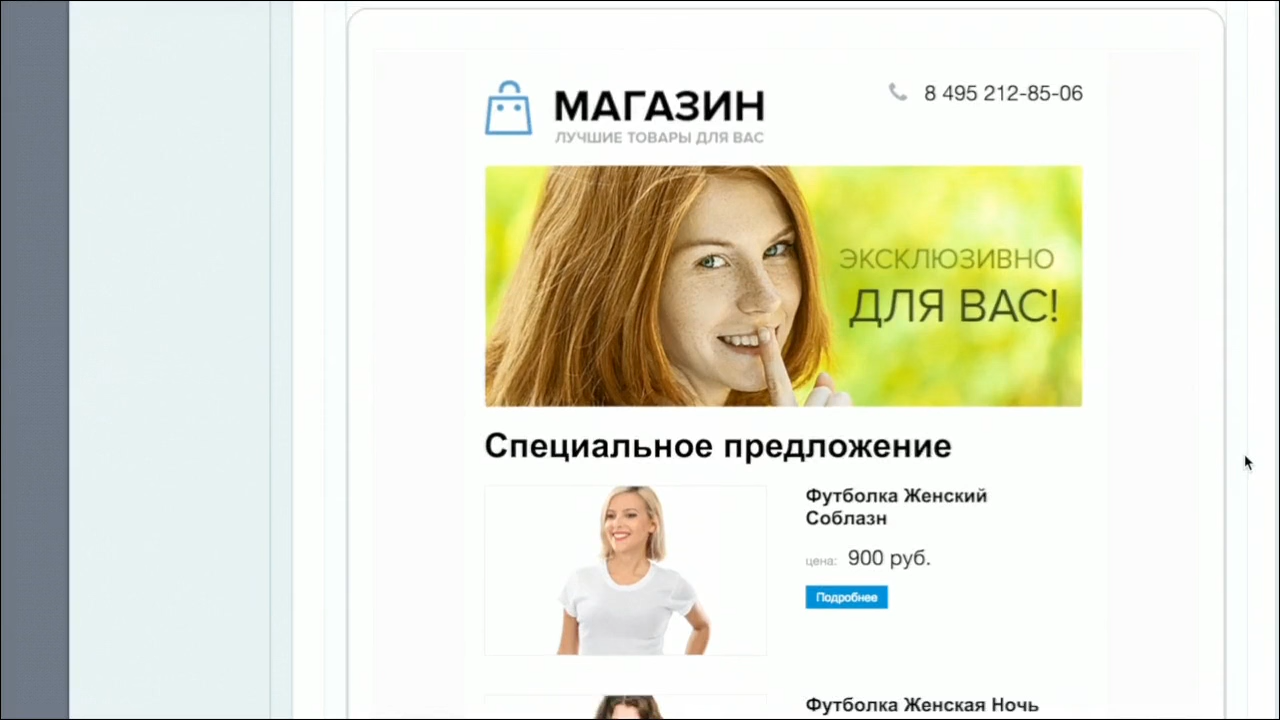 МАГАЗИН
ЛУЧШИЕ ТОВАРЫ ДЛЯ ВАС
8 495 212-85-06
ЭКСКЛЮЗИВНО
ДЛЯ ВАС!
Специальное предложение
Футболка Женский
Соблазн
цена: 900 руб.
Подробнее
Футболка Женская Ночь